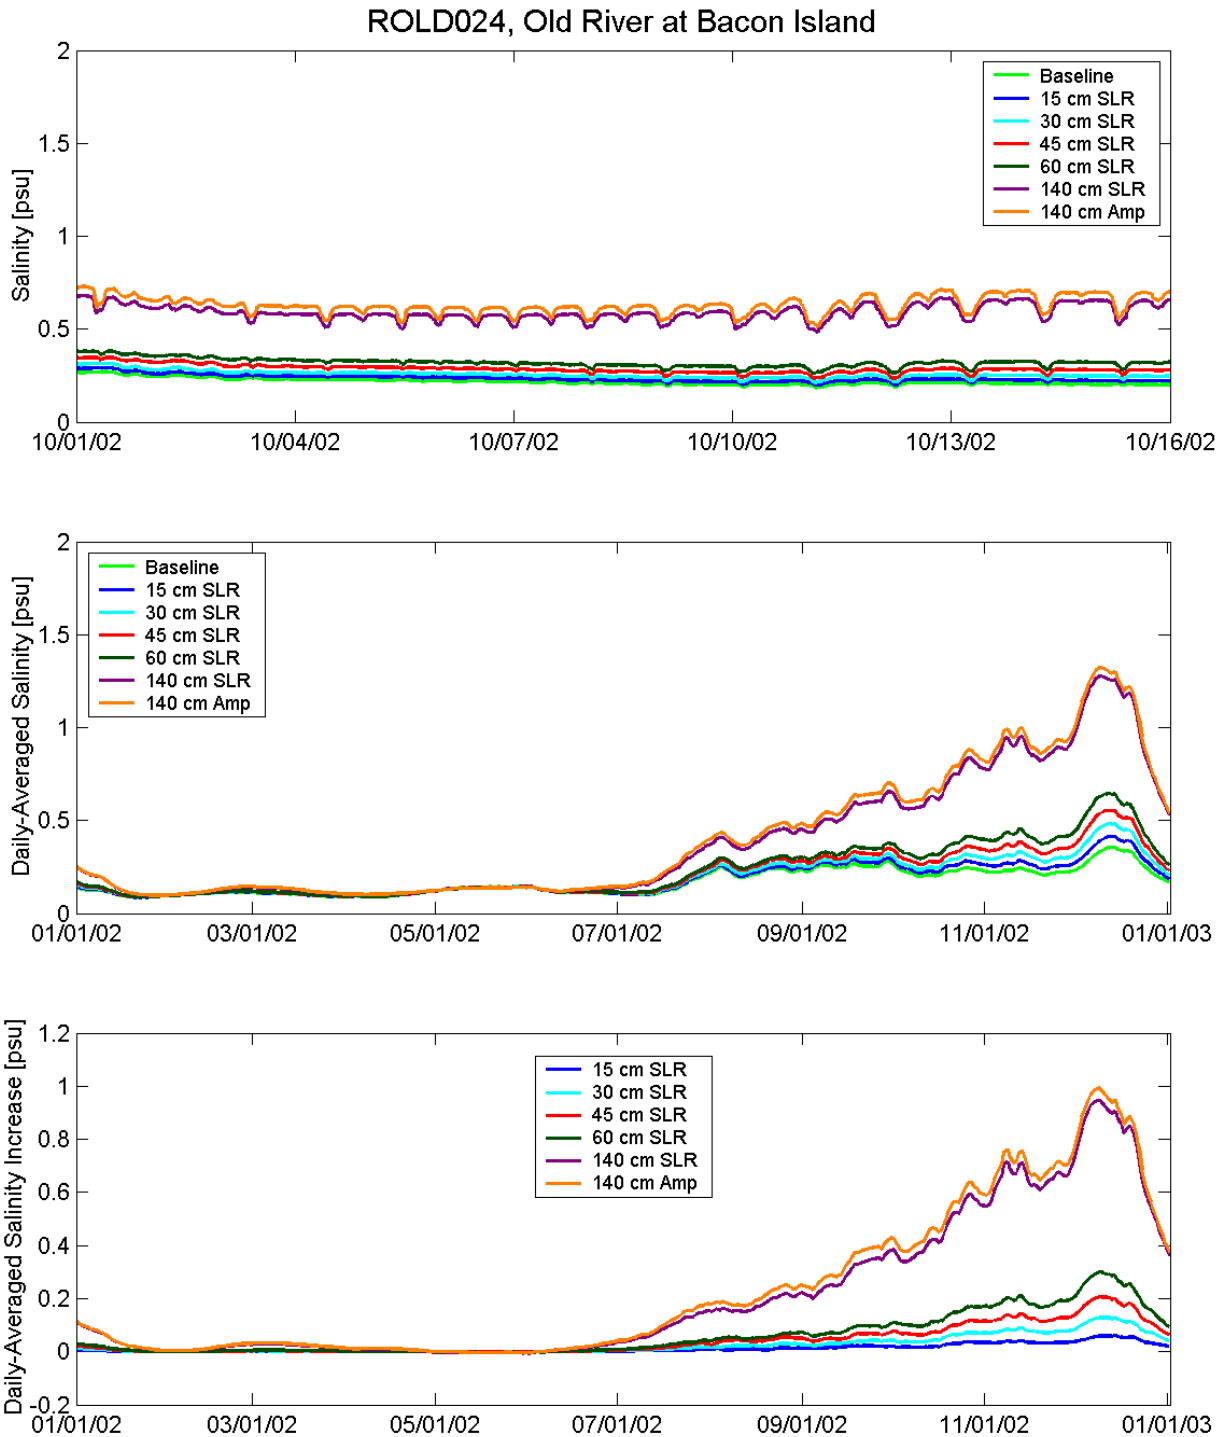 ROLD024, Old River at Bacon Island
Salinity [psu]
2
1.5
1
0.5
0
Baseline
15 cm SLR
30 cm SLR
45 cm SLR
60 cm SLR
140 cm SLR
140 cm Amp
10/01/02 10/04/02 10/07/02 10/10/02 10/13/02 10/16/02
Daily-Averaged Salinity [psu]
2
1.5
1
0.5
0
Baseline
15 cm SLR
30 cm SLR
45 cm SLR
60 cm SLR
140 cm SLR
140 cm Amp
01/01/02 03/01/02 05/01/02 07/01/02 09/01/02 11/01/02 01/01/03
Daily-Averaged Salinity Increase [psu]
1.2
1
0.8
0.6
0.4
0.2
0
-0.2
15 cm SLR
30 cm SLR
45 cm SLR
60 cm SLR
140 cm SLR
140 cm Amp
01/01/02 03/01/02 05/01/02 07/01/02 09/01/02 11/01/02 01/01/03